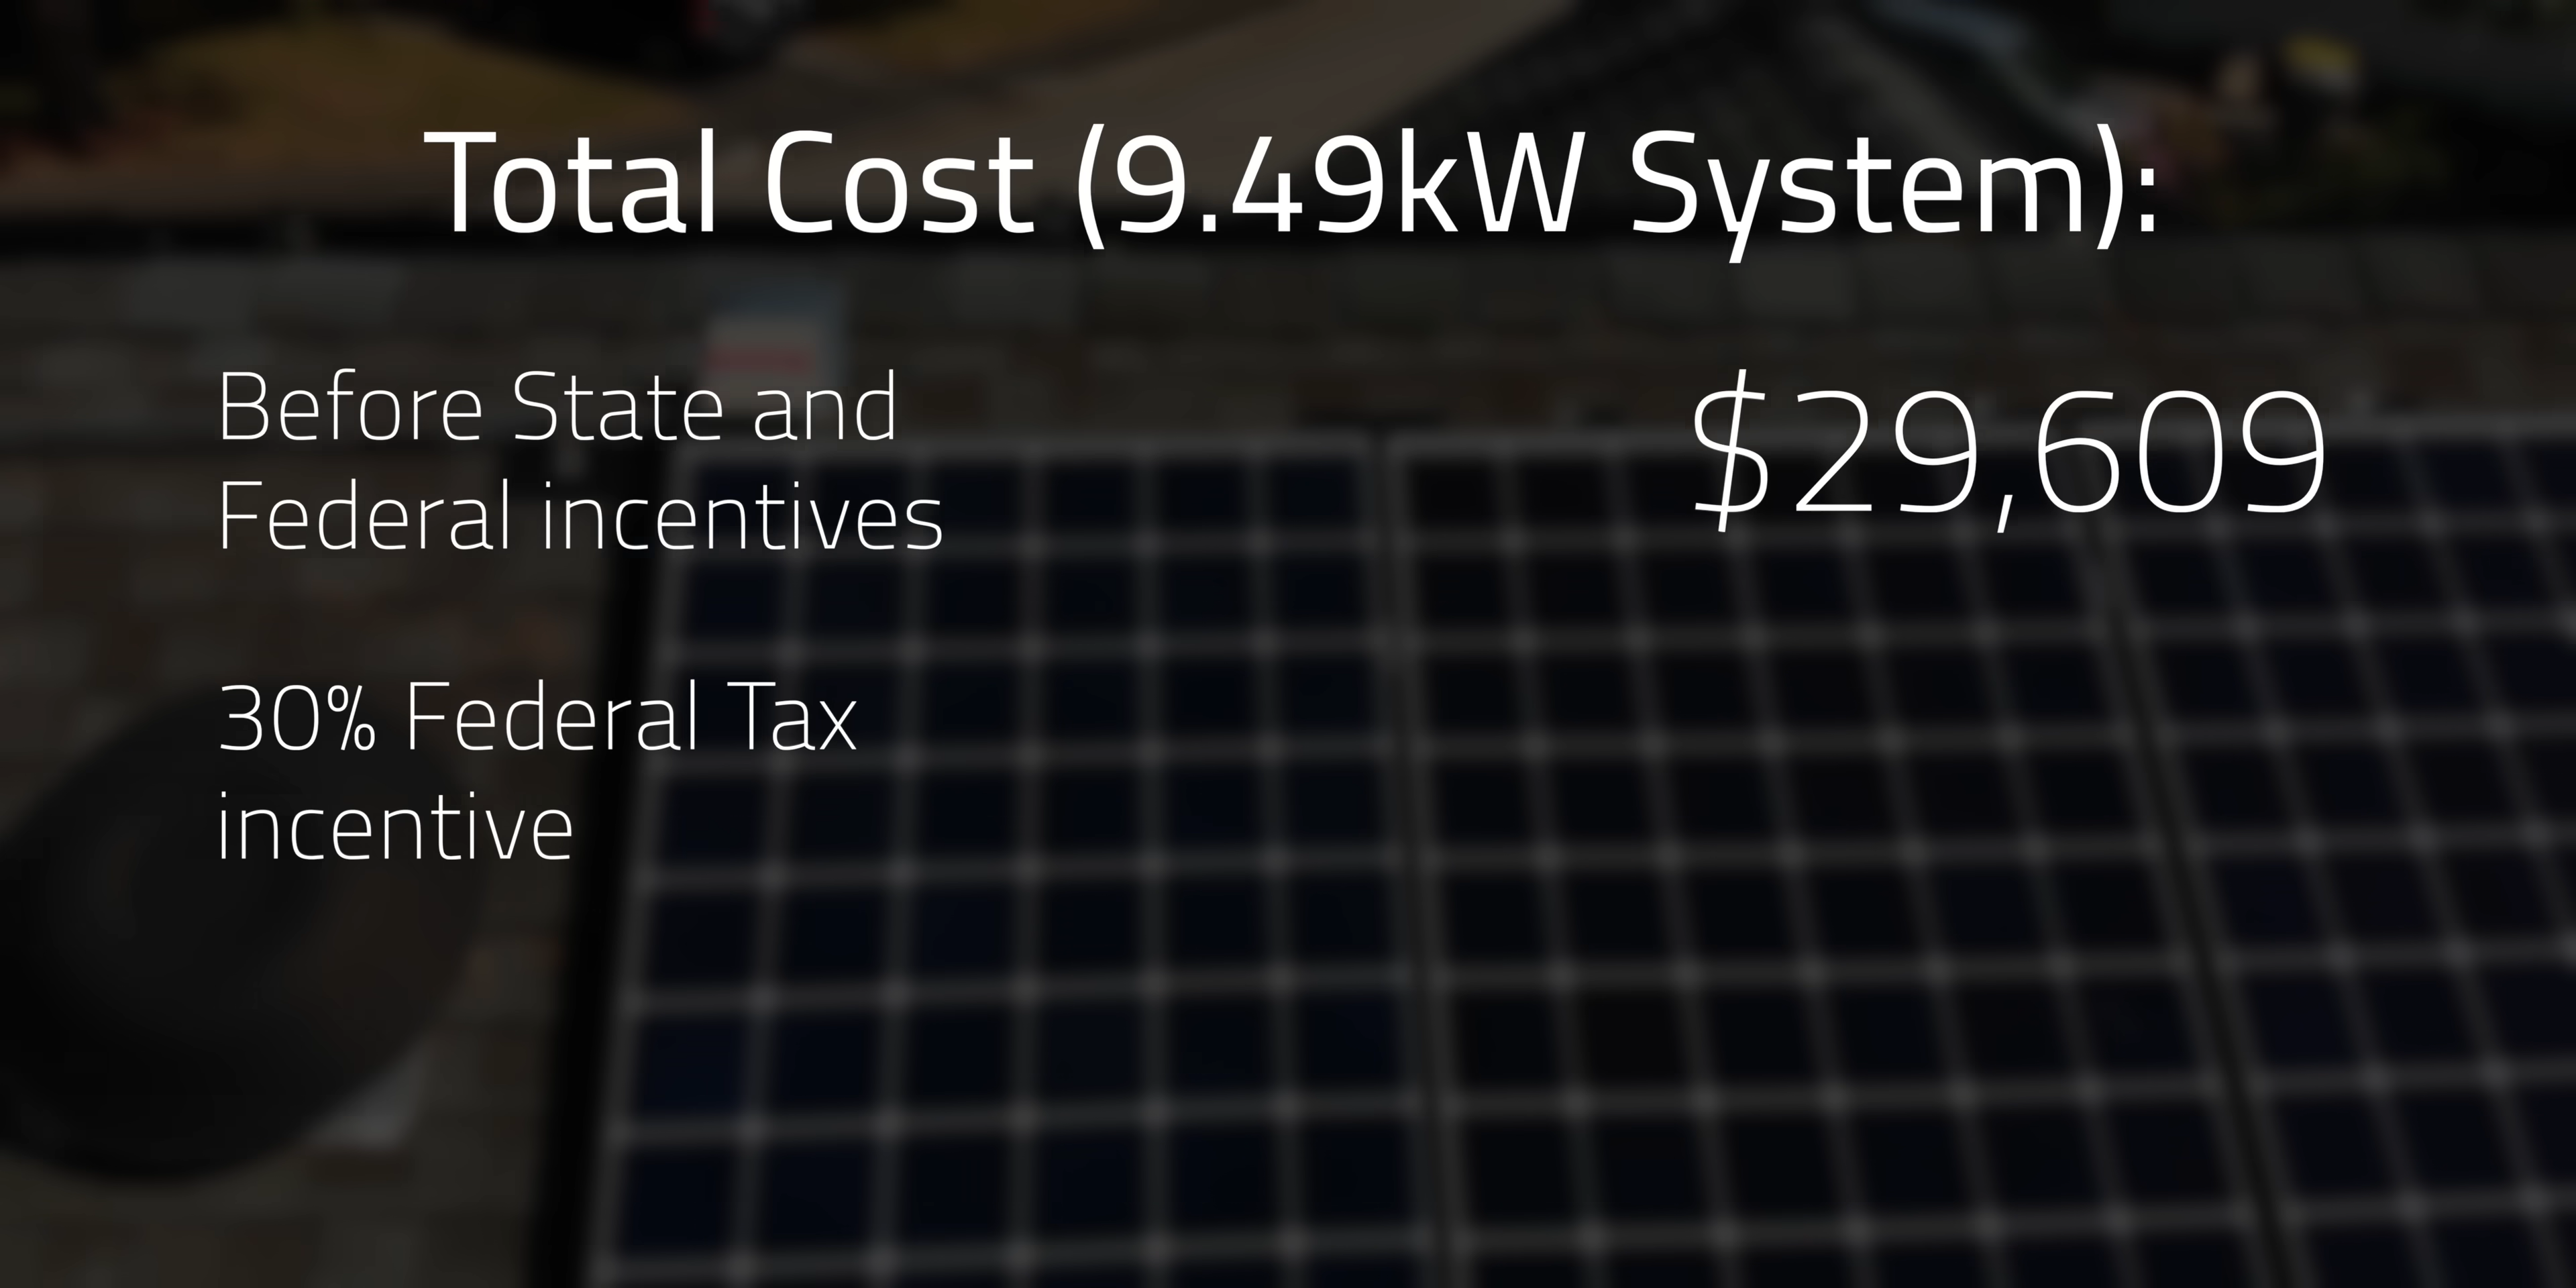 Total Cost (9.49kW System):
Before State and
Federal incentives
$29,609
30% Federal Tax
incentive